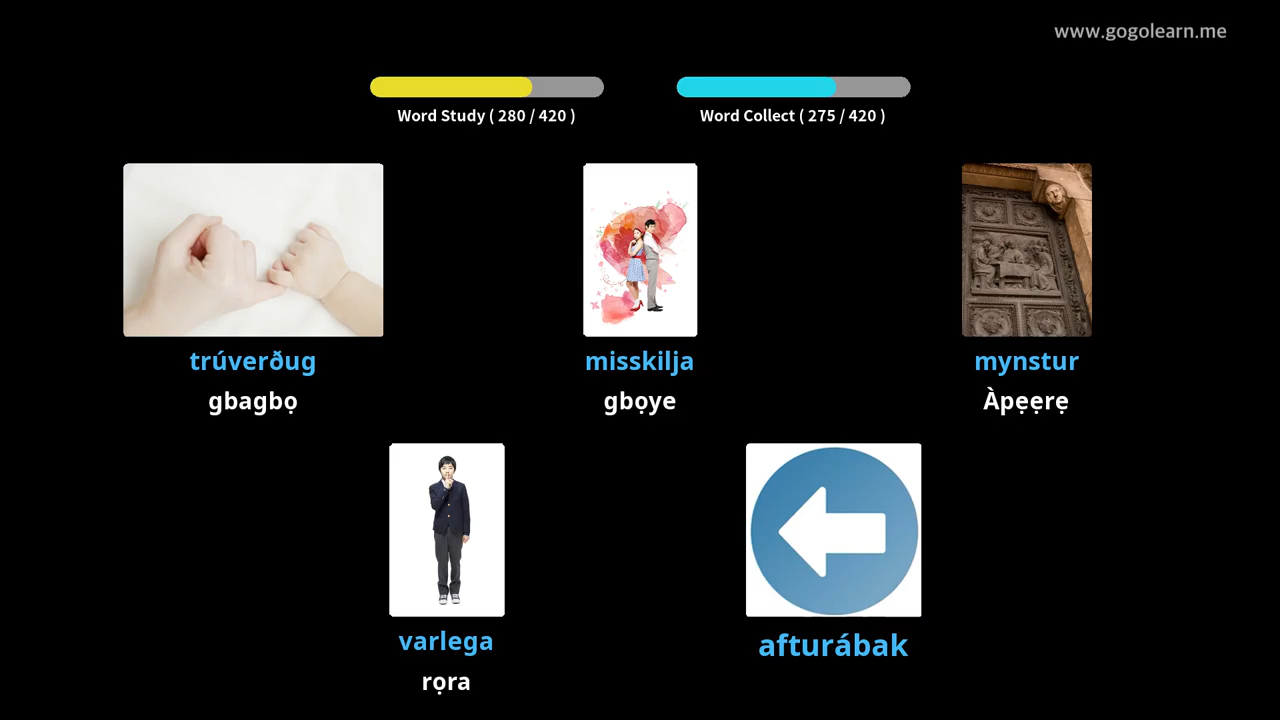 www.gogolearn.me
Word Study ( 280 / 420 )
Word Collect ( 275 / 420 )
trúverðug
gbagbọ
misskilja
gbọye
mynstur
Àpẹẹrẹ
varlega
rọra
afturábak